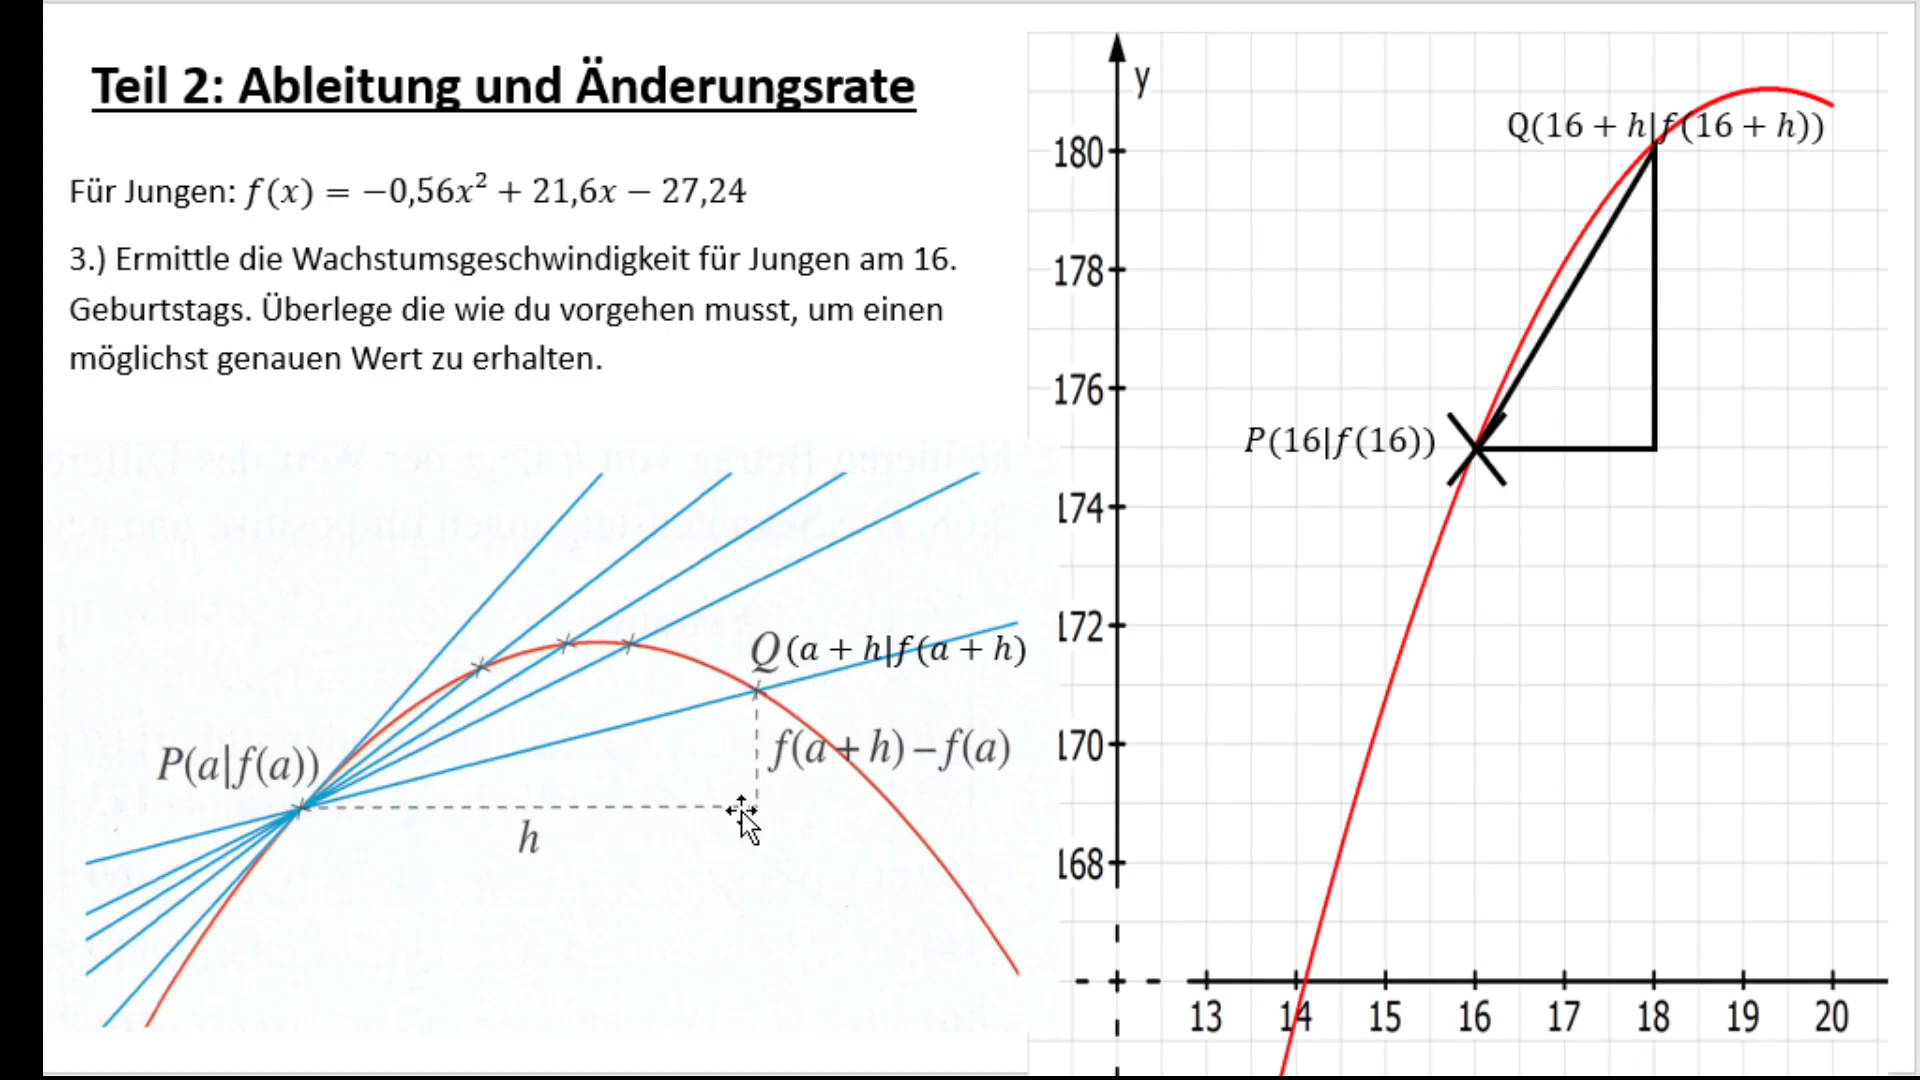 Teil 2: Ableitung und Änderungsrate
Für Jungen: f(x) = −0,56x² + 21,6x − 27,24
3.) Ermittle die Wachstumsgeschwindigkeit für Jungen am 16.
Geburtstags. Überlege die wie du vorgehen musst, um einen
möglichst genauen Wert zu erhalten.
Q(a + h|f(a + h)
P(a|f(a))
f(a + h) − f(a)
h
y
Q(16 + h|f(16 + h))
180
178
176
P(16|f(16))
174
172
170
168
13 14 15 16 17 18 19 20